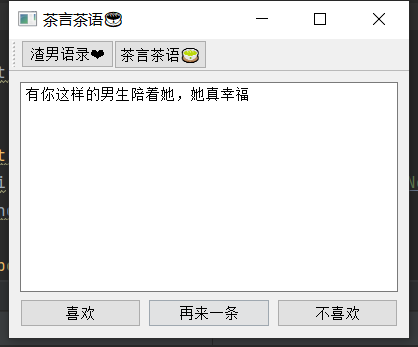 茶言茶语☕
渣男语录❤
茶言茶语🍵
有你这样的男生陪着她，她真幸福
喜欢
再来一条
不喜欢